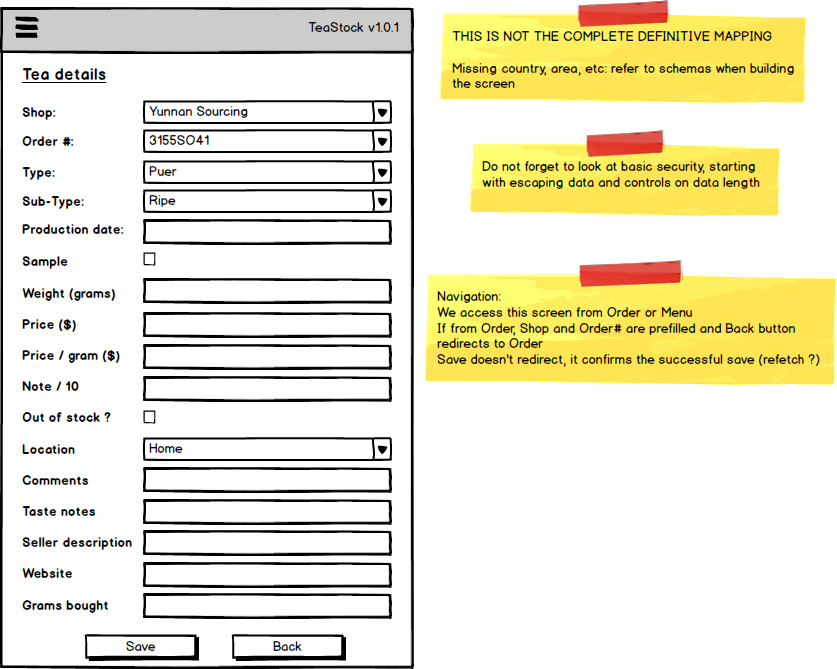 TeaStock v1.0.1
Tea details
Shop: Yunnan Sourcing
Order #: 3155SO41
Type: Puer
Sub-Type: Ripe
Production date:
Sample
Weight (grams)
Price ($)
Price / gram ($)
Note / 10
Out of stock ?
Location Home
Comments
Taste notes
Seller description
Website
Grams bought
Save Back
THIS IS NOT THE COMPLETE DEFINITIVE MAPPING
Missing country, area, etc: refer to schemas when building
the screen
Do not forget to look at basic security, starting
with escaping data and controls on data length
Navigation:
We access this screen from Order or Menu
If from Order, Shop and Order# are prefilled and Back button
redirects to Order
Save doesn't redirect, it confirms the successful save (refetch ?)